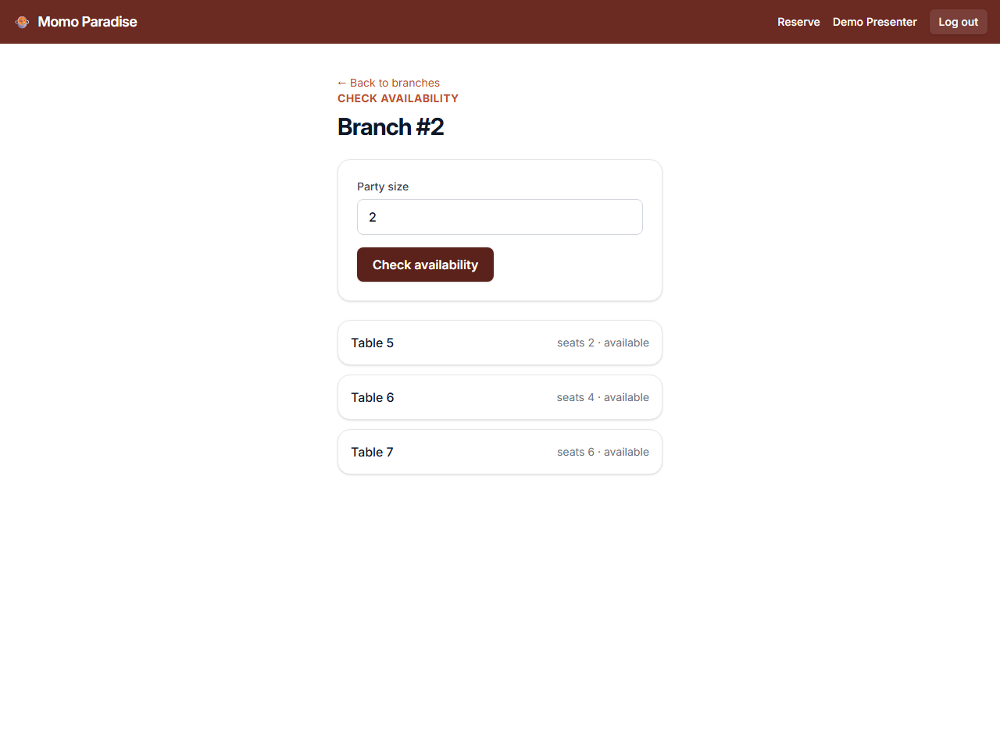 Momo Paradise
Reserve Demo Presenter Log out
← Back to branches
CHECK AVAILABILITY
Branch #2
Party size
2
Check availability
Table 5 seats 2 · available
Table 6 seats 4 · available
Table 7 seats 6 · available